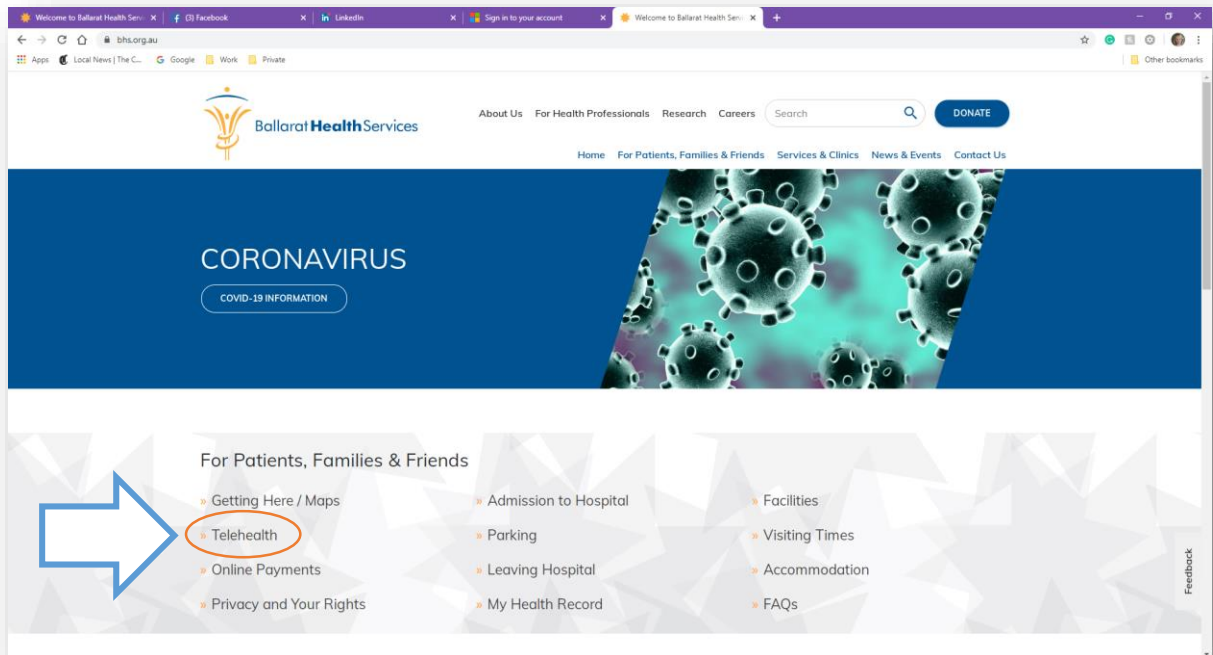 Welcome to Ballarat Health Serv
(3) Facebook
LinkedIn
Sign in to your account
Welcome to Ballarat Health Serv
bhs.org.au
Apps
Local News | The C...
Google
Work
Private
Other bookmarks
Ballarat Health Services
About Us For Health Professionals Research Careers Search DONATE
Home For Patients, Families & Friends Services & Clinics News & Events Contact Us
CORONAVIRUS
COVID-19 INFORMATION
For Patients, Families & Friends
» Getting Here / Maps » Admission to Hospital » Facilities
» Telehealth » Parking » Visiting Times
» Online Payments » Leaving Hospital » Accommodation
» Privacy and Your Rights » My Health Record » FAQs
Feedback